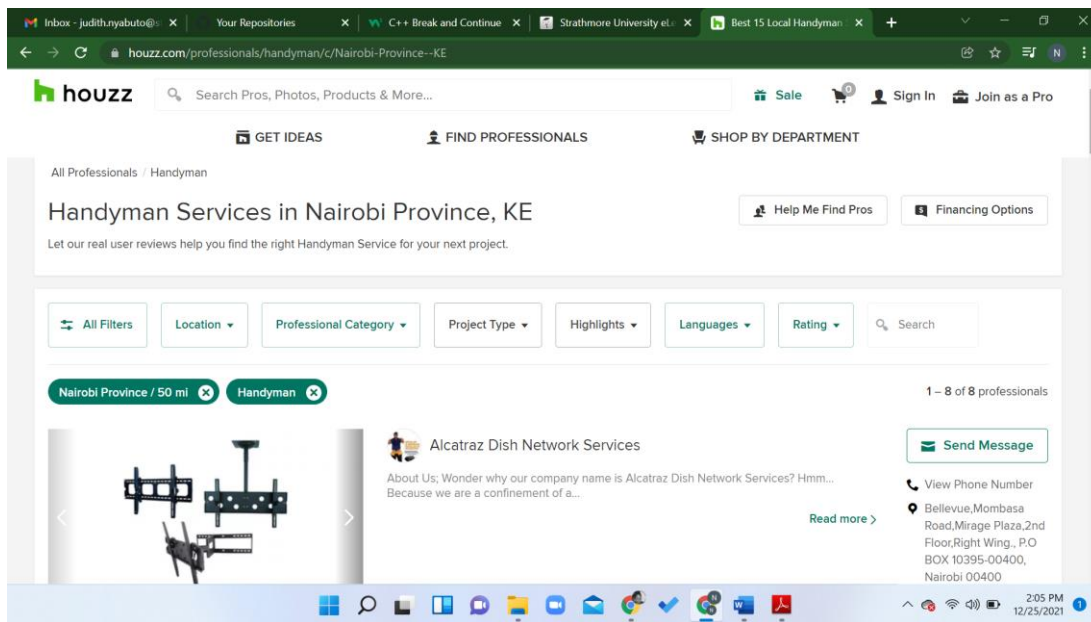 Inbox - judith.nyabuto@s
Your Repositories
C++ Break and Continue
Strathmore University eLe
Best 15 Local Handyman S
houzz.com/professionals/handyman/c/Nairobi-Province--KE
N
houzz
Search Pros, Photos, Products & More...
Sale
0
Sign In
Join as a Pro
GET IDEAS
FIND PROFESSIONALS
SHOP BY DEPARTMENT
All Professionals / Handyman
Handyman Services in Nairobi Province, KE
Help Me Find Pros
Financing Options
Let our real user reviews help you find the right Handyman Service for your next project.
All Filters
Location
Professional Category
Project Type
Highlights
Languages
Rating
Search
Nairobi Province / 50 mi
Handyman
1 – 8 of 8 professionals
Alcatraz Dish Network Services
About Us; Wonder why our company name is Alcatraz Dish Network Services? Hmm...
Because we are a confinement of a...
Read more >
Send Message
View Phone Number
Bellevue,Mombasa
Road,Mirage Plaza,2nd
Floor,Right Wing., P.O
BOX 10395-00400,
Nairobi 00400
2:05 PM
12/25/2021
1